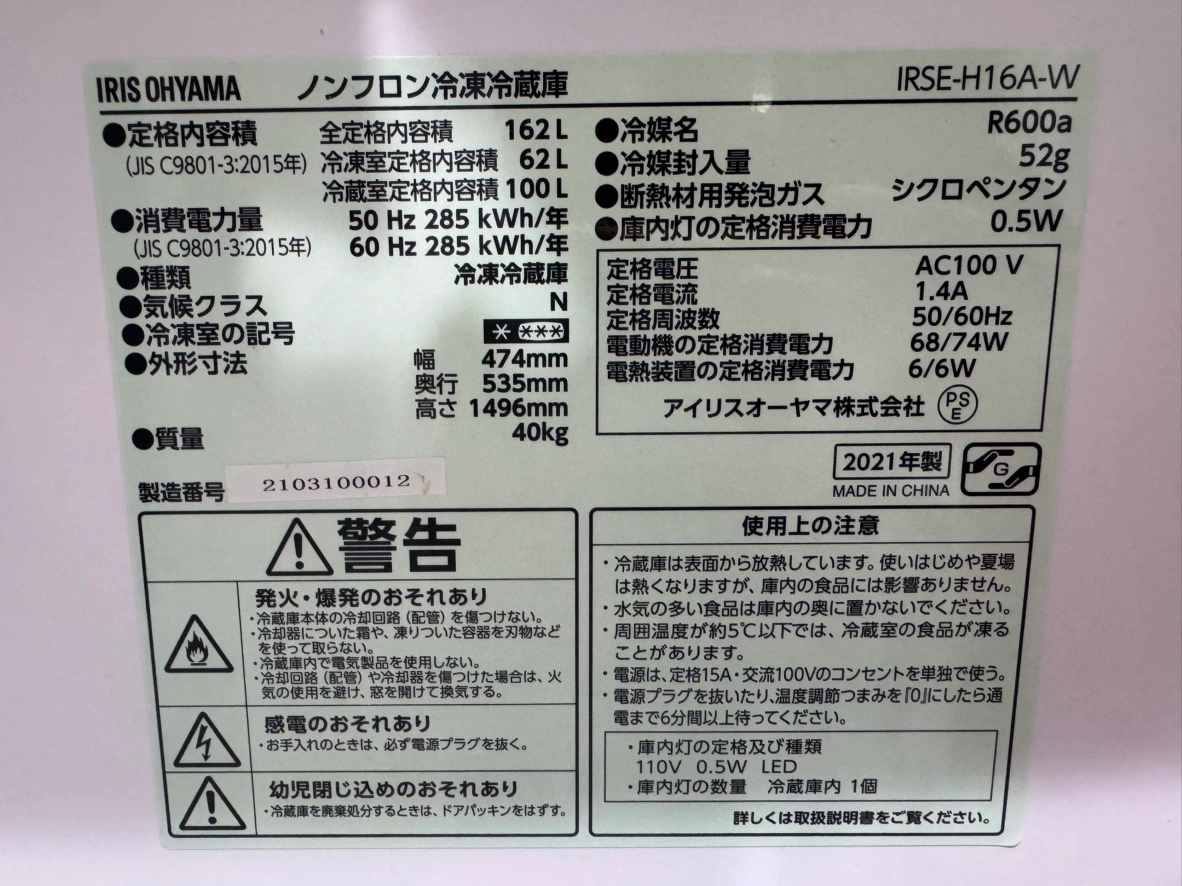 IRIS OHYAMA ノンフロン冷凍冷蔵庫 IRSE-H16A-W
●定格内容積 全定格内容積 162L
(JIS C9801-3:2015年) 冷凍室定格内容積 62L
冷蔵室定格内容積 100L
●消費電力量 50 Hz 285 kWh/年
(JIS C9801-3:2015年) 60 Hz 285 kWh/年
●種類 冷凍冷蔵庫
●気候クラス N
●冷凍室の記号 * ***
●外形寸法 幅 474mm
奥行 535mm
高さ 1496mm
●質量 40kg
製造番号 2103100012
●冷媒名 R600a
●冷媒封入量 52g
●断熱材用発泡ガス シクロペンタン
●庫内灯の定格消費電力 0.5W
定格電圧 AC100 V
定格電流 1.4A
定格周波数 50/60Hz
電動機の定格消費電力 68/74W
電熱装置の定格消費電力 6/6W
アイリスオーヤマ株式会社 PSE
2021年製
MADE IN CHINA
G
警告
発火・爆発のおそれあり
・冷蔵庫本体の冷却回路(配管)を傷つけない。
・冷却器についた霜や、凍りついた容器を刃物など
を使って取らない。
・冷蔵庫内で電気製品を使用しない。
・冷却回路(配管)や冷却器を傷つけた場合は、火
気の使用を避け、窓を開けて換気する。
感電のおそれあり
・お手入れのときは、必ず電源プラグを抜く。
幼児閉じ込めのおそれあり
・冷蔵庫を廃棄処分するときは、ドアパッキンをはずす。
使用上の注意
・冷蔵庫は表面から放熱しています。使いはじめや夏場
は熱くなりますが、庫内の食品には影響ありません。
・水気の多い食品は庫内の奥に置かないでください。
・周囲温度が約5℃以下では、冷蔵室の食品が凍る
ことがあります。
・電源は、定格15A・交流100Vのコンセントを単独で使う。
・電源プラグを抜いたり、温度調節つまみを『0』にしたら通
電まで6分間以上待ってください。
・庫内灯の定格及び種類
110V 0.5W LED
・庫内灯の数量 冷蔵庫内 1個
詳しくは取扱説明書をご覧ください。